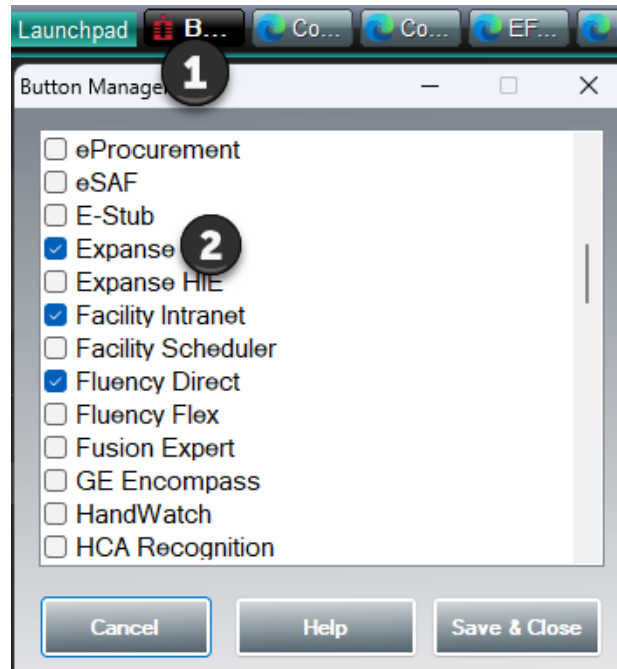 Launchpad B... Co... Co... EF...
1
Button Manage
eProcurement
eSAF
E-Stub
Expanse 2
Expanse HIE
Facility Intranet
Facility Scheduler
Fluency Direct
Fluency Flex
Fusion Expert
GE Encompass
HandWatch
HCA Recognition
Cancel Help Save & Close